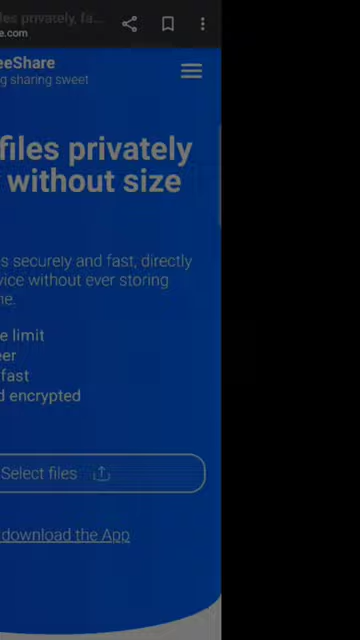 les privately, fa...
e.com
eeShare
g sharing sweet
files privately
without size
s securely and fast, directly
vice without ever storing
ne.
e limit
eer
fast
d encrypted
Select files
download the App